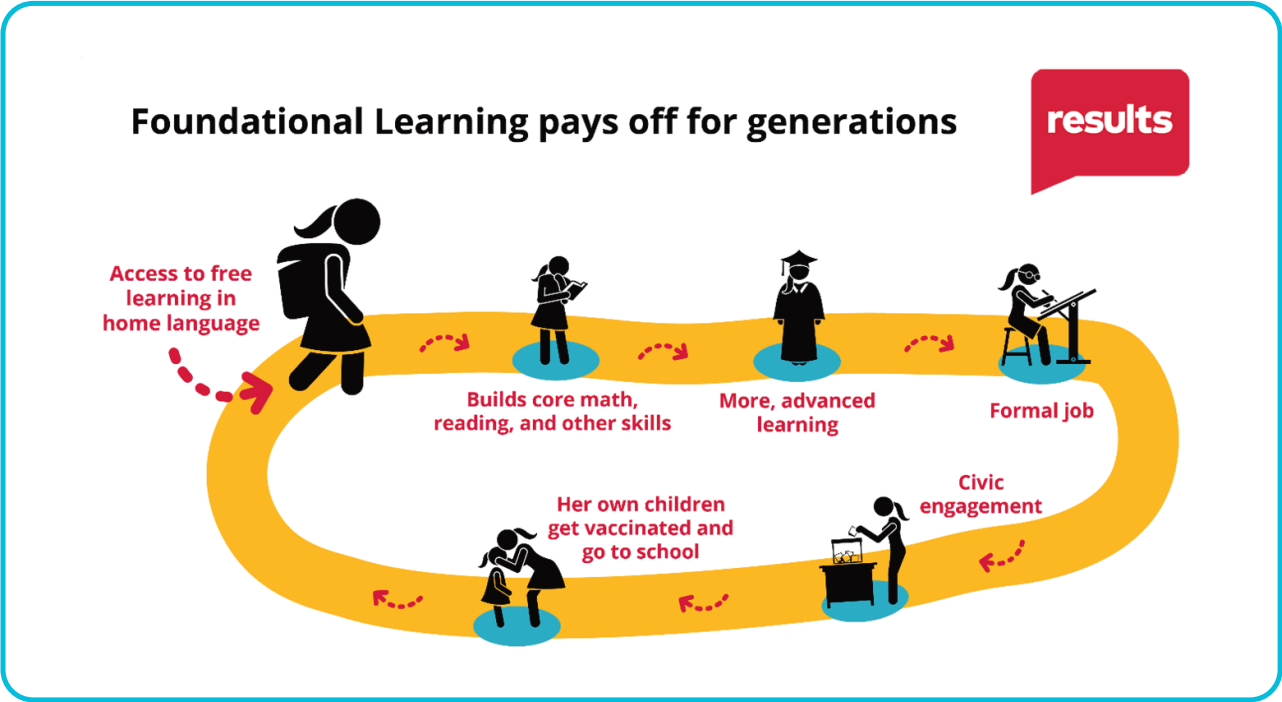 Foundational Learning pays off for generations
results
Access to free
learning in
home language
Builds core math,
reading, and other skills
More, advanced
learning
Formal job
Civic
engagement
Her own children
get vaccinated and
go to school